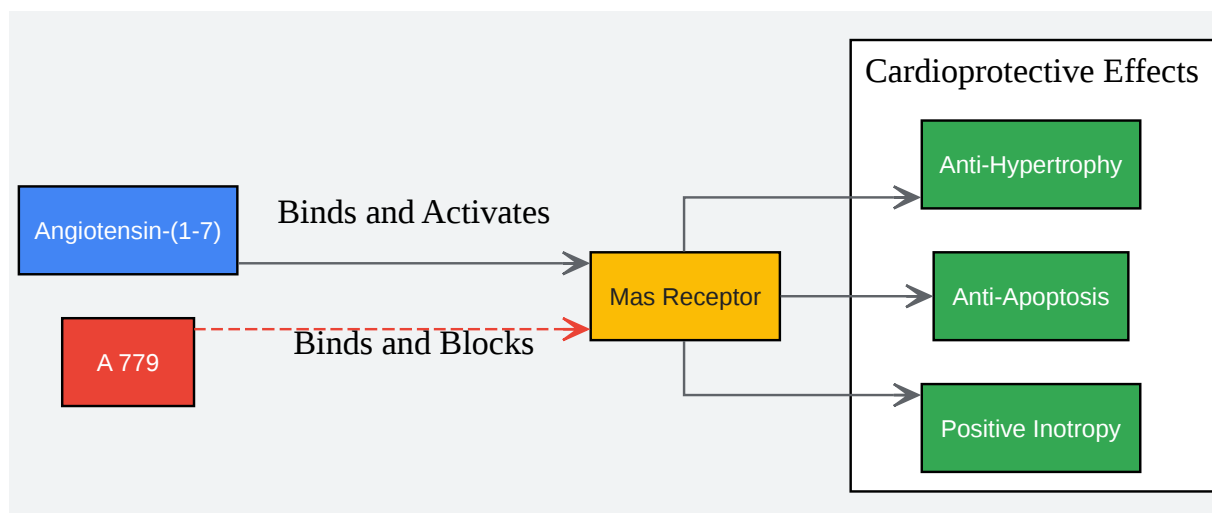 Cardioprotective Effects
Anti-Hypertrophy
Angiotensin-(1-7)
Binds and Activates
Mas Receptor
Anti-Apoptosis
A 779
Binds and Blocks
Positive Inotropy